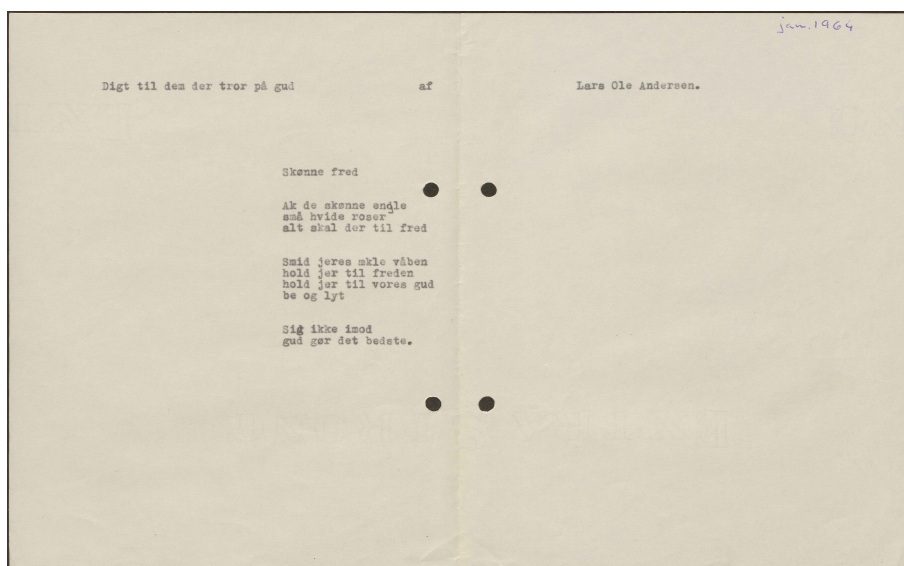 jan. 1964
Digt til dem der tror på gud af Lars Ole Andersen.
Skønne fred
Ak de skønne engle
små hvide roser
alt skal der til fred
Smid jeres mkle våben
hold jer til freden
hold jer til vores gud
be og lyt
Sig ikke imod
gud gør det bedste.